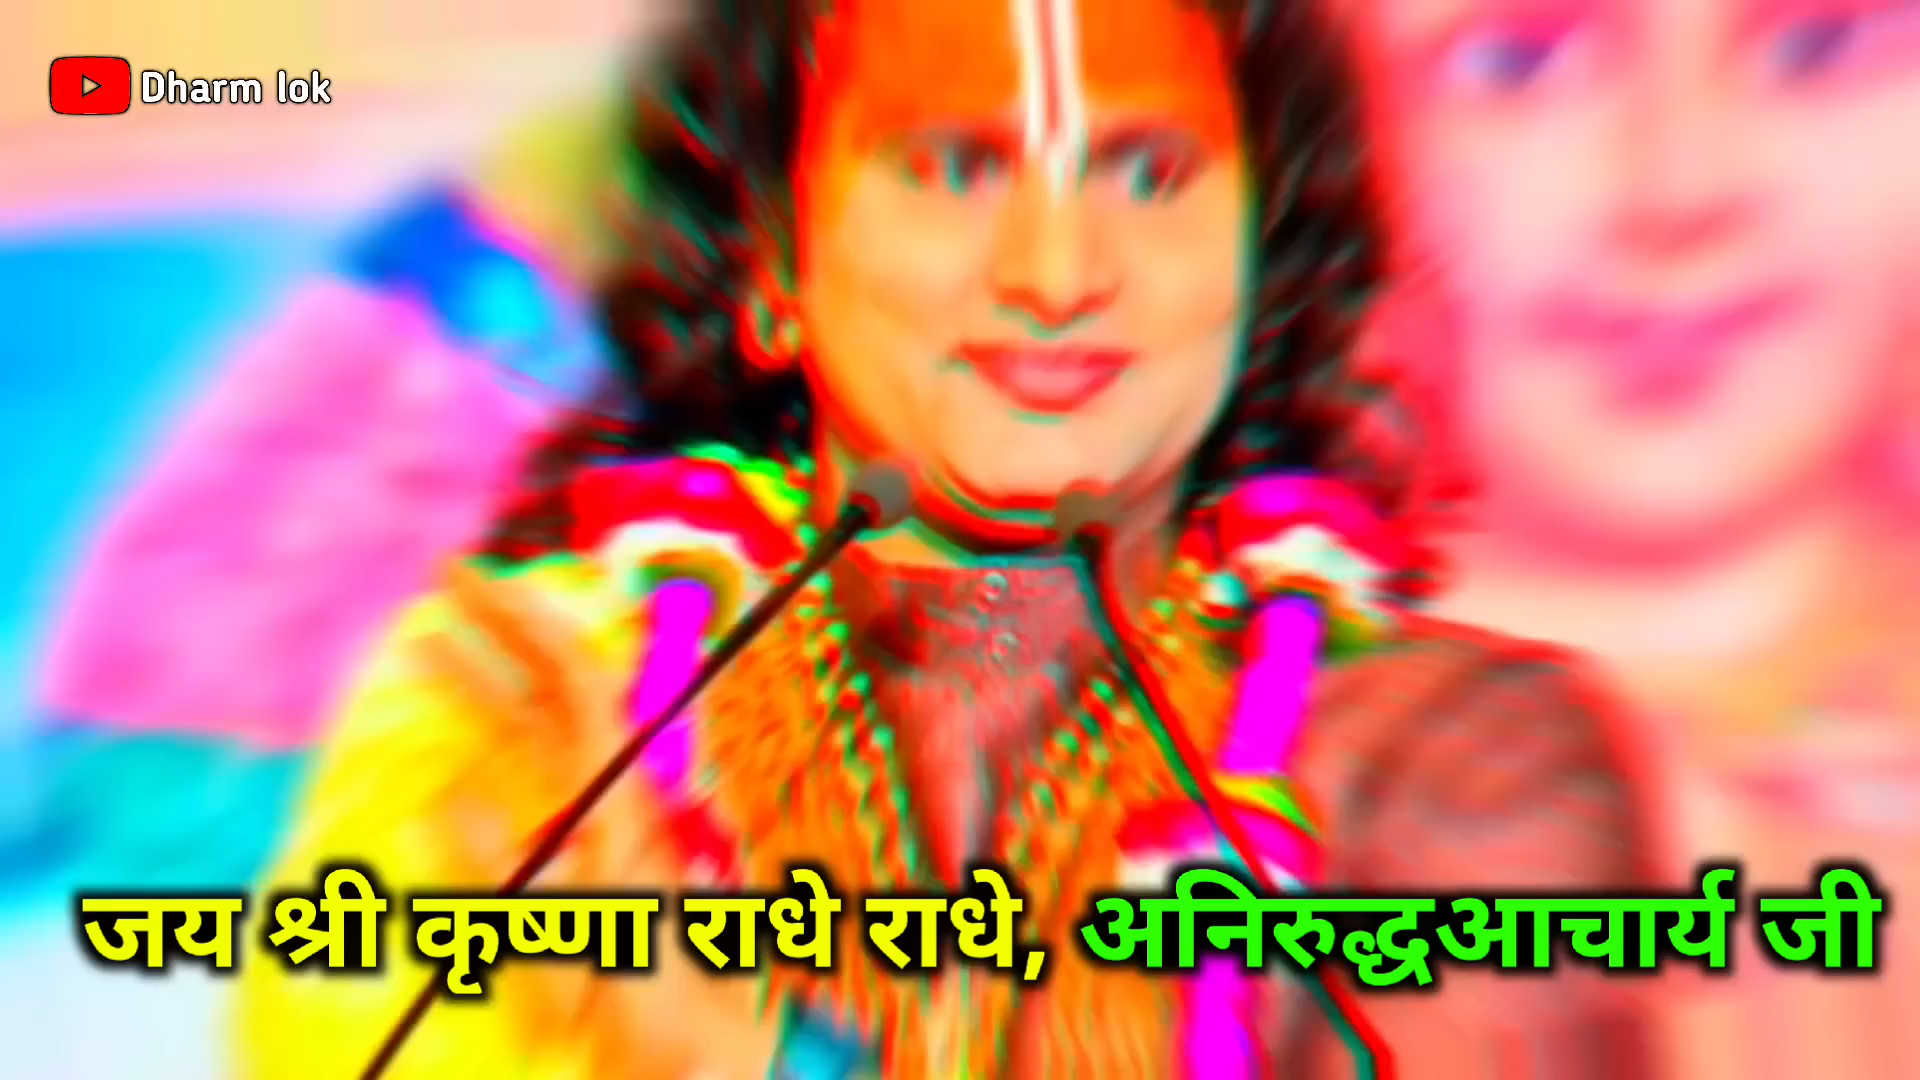 Dharm lok
जय श्री कृष्णा राधे राधे, अनिरुद्धआचार्य जी